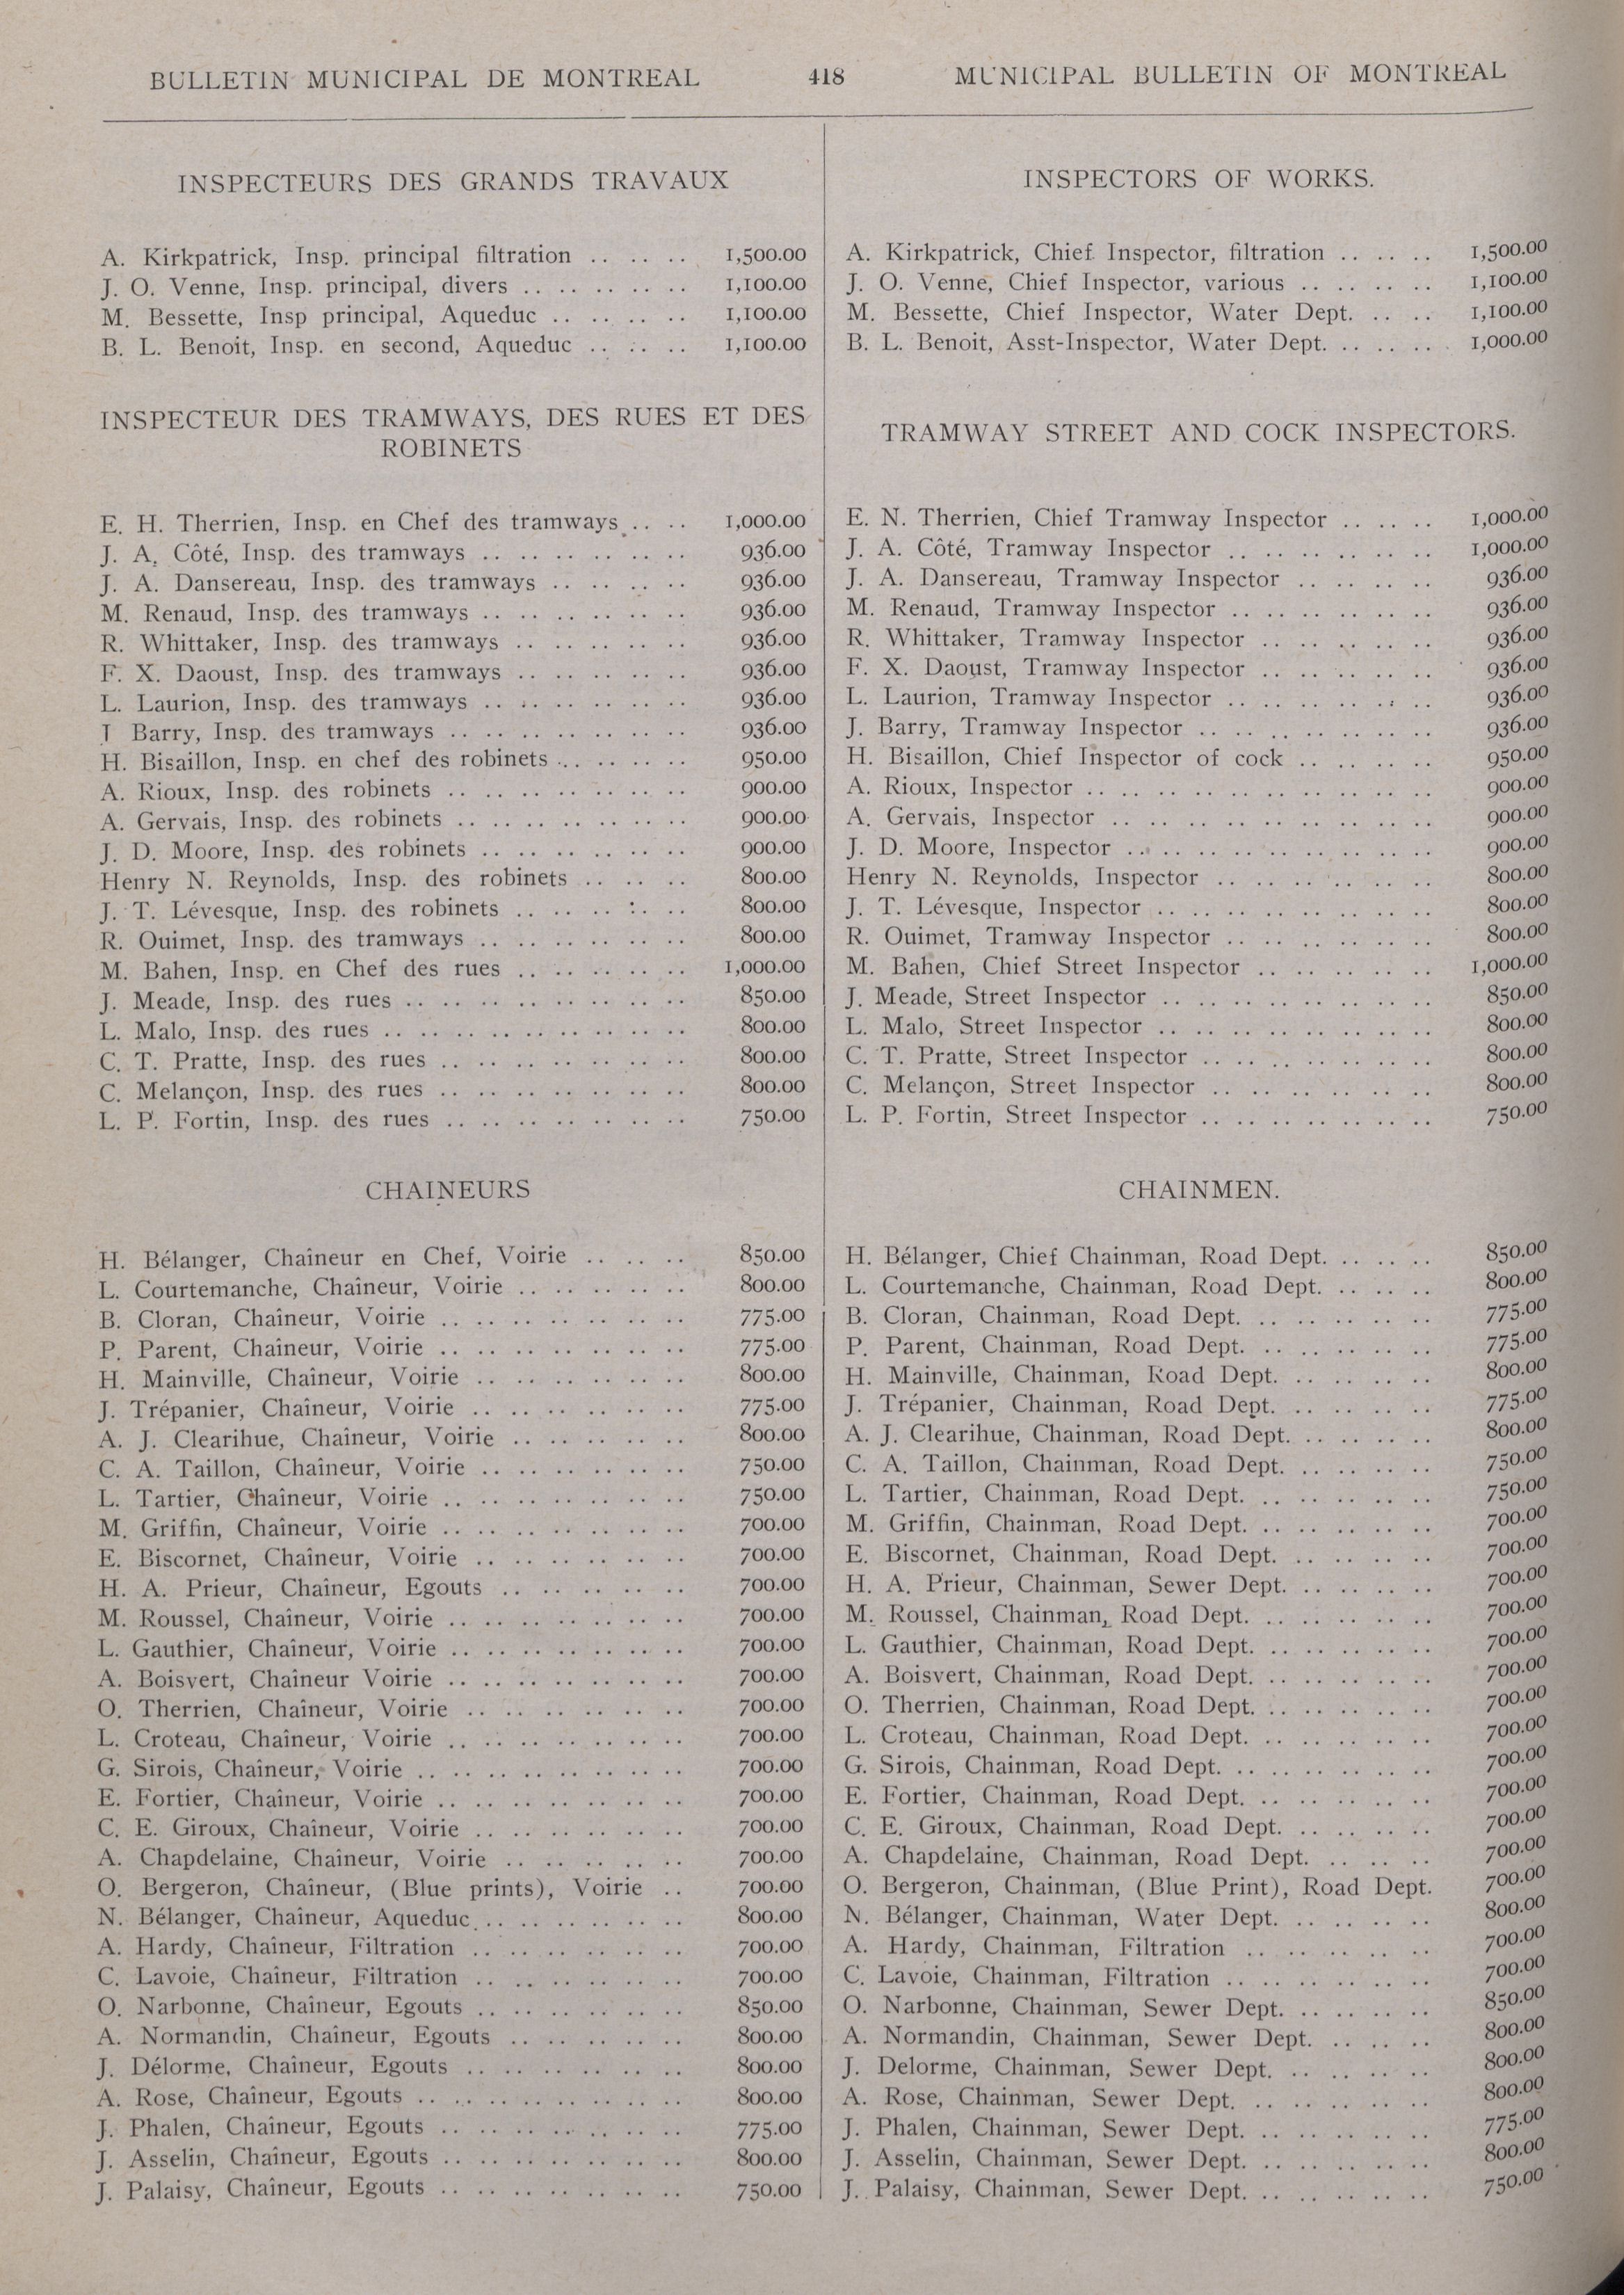 BULLETIN MUNICIPAL DE MONTREAL 418 MUNICIPAL BULLETIN OF MONTREAL
INSPECTEURS DES GRANDS TRAVAUX
A. Kirkpatrick, Insp. principal filtration .. .. .. 1,500.00
J. O. Venne, Insp. principal, divers .. .. .. .. .. 1,100.00
M. Bessette, Insp principal, Aqueduc .. .. .. .. 1,100.00
B. L. Benoit, Insp. en second, Aqueduc .. .. .. 1,100.00
INSPECTEUR DES TRAMWAYS, DES RUES ET DES
ROBINETS
E. H. Therrien, Insp. en Chef des tramways .. .. 1,000.00
J. A. Côté, Insp. des tramways .. .. .. .. .. .. 936.00
J. A. Dansereau, Insp. des tramways .. .. .. .. 936.00
M. Renaud, Insp. des tramways .. .. .. .. .. .. 936.00
R. Whittaker, Insp. des tramways .. .. .. .. .. 936.00
F. X. Daoust, Insp. des tramways .. .. .. .. .. 936.00
L. Laurion, Insp. des tramways .. .. .. .. .. .. 936.00
J Barry, Insp. des tramways .. .. .. .. .. .. .. 936.00
H. Bisaillon, Insp. en chef des robinets .. .. .. .. 950.00
A. Rioux, Insp. des robinets .. .. .. .. .. .. .. 900.00
A. Gervais, Insp. des robinets .. .. .. .. .. .. .. 900.00
J. D. Moore, Insp. des robinets .. .. .. .. .. .. 900.00
Henry N. Reynolds, Insp. des robinets .. .. .. 800.00
J. T. Lévesque, Insp. des robinets .. .. .. .. .. 800.00
R. Ouimet, Insp. des tramways .. .. .. .. .. .. 800.00
M. Bahen, Insp. en Chef des rues .. .. .. .. .. 1,000.00
J. Meade, Insp. des rues .. .. .. .. .. .. .. .. 850.00
L. Malo, Insp. des rues .. .. .. .. .. .. .. .. .. 800.00
C. T. Pratte, Insp. des rues .. .. .. .. .. .. .. 800.00
C. Melançon, Insp. des rues .. .. .. .. .. .. .. 800.00
L. P. Fortin, Insp. des rues .. .. .. .. .. .. .. 750.00
CHAINEURS
H. Bélanger, Chaîneur en Chef, Voirie .. .. .. 850.00
L. Courtemanche, Chaîneur, Voirie .. .. .. .. .. 800.00
B. Cloran, Chaîneur, Voirie .. .. .. .. .. .. .. 775.00
P. Parent, Chaîneur, Voirie .. .. .. .. .. .. .. 775.00
H. Mainville, Chaîneur, Voirie .. .. .. .. .. .. 800.00
J. Trépanier, Chaîneur, Voirie .. .. .. .. .. .. 775.00
A. J. Clearihue, Chaîneur, Voirie .. .. .. .. .. 800.00
C. A. Taillon, Chaîneur, Voirie .. .. .. .. .. .. 750.00
L. Tartier, Chaîneur, Voirie .. .. .. .. .. .. .. 750.00
M. Griffin, Chaîneur, Voirie .. .. .. .. .. .. .. 700.00
E. Biscornet, Chaîneur, Voirie .. .. .. .. .. .. 700.00
H. A. Prieur, Chaîneur, Egouts .. .. .. .. .. 700.00
M. Roussel, Chaîneur, Voirie .. .. .. .. .. .. .. 700.00
L. Gauthier, Chaîneur, Voirie .. .. .. .. .. .. .. 700.00
A. Boisvert, Chaîneur Voirie .. .. .. .. .. .. .. 700.00
O. Therrien, Chaîneur, Voirie .. .. .. .. .. .. 700.00
L. Croteau, Chaîneur, Voirie .. .. .. .. .. .. .. 700.00
G. Sirois, Chaîneur, Voirie .. .. .. .. .. .. .. .. 700.00
E. Fortier, Chaîneur, Voirie .. .. .. .. .. .. .. 700.00
C. E. Giroux, Chaîneur, Voirie .. .. .. .. .. .. 700.00
A. Chapdelaine, Chaîneur, Voirie .. .. .. .. .. 700.00
O. Bergeron, Chaîneur, (Blue prints), Voirie .. 700.00
N. Bélanger, Chaîneur, Aqueduc .. .. .. .. .. .. 800.00
A. Hardy, Chaîneur, Filtration .. .. .. .. .. .. 700.00
C. Lavoie, Chaîneur, Filtration .. .. .. .. .. .. 700.00
O. Narbonne, Chaîneur, Egouts .. .. .. .. .. .. 850.00
A. Normandin, Chaîneur, Egouts .. .. .. .. .. 800.00
J. Délorme, Chaîneur, Egouts .. .. .. .. .. .. 800.00
A. Rose, Chaîneur, Egouts .. .. .. .. .. .. .. .. 800.00
J. Phalen, Chaîneur, Egouts .. .. .. .. .. .. .. 775.00
J. Asselin, Chaîneur, Egouts .. .. .. .. .. .. .. 800.00
J. Palaisy, Chaîneur, Egouts .. .. .. .. .. .. .. 750.00
INSPECTORS OF WORKS.
A. Kirkpatrick, Chief Inspector, filtration .. .. .. 1,500.00
J. O. Venne, Chief Inspector, various .. .. .. .. 1,100.00
M. Bessette, Chief Inspector, Water Dept. .. .. 1,100.00
B. L. Benoit, Asst-Inspector, Water Dept. .. .. .. 1,000.00
TRAMWAY STREET AND COCK INSPECTORS.
E. N. Therrien, Chief Tramway Inspector .. .. .. 1,000.00
J. A. Côté, Tramway Inspector .. .. .. .. .. .. 1,000.00
J. A. Dansereau, Tramway Inspector .. .. .. .. 936.00
M. Renaud, Tramway Inspector .. .. .. .. .. .. 936.00
R. Whittaker, Tramway Inspector .. .. .. .. .. 936.00
F. X. Daoust, Tramway Inspector .. .. .. .. .. 936.00
L. Laurion, Tramway Inspector .. .. .. .. .. .. 936.00
J. Barry, Tramway Inspector .. .. .. .. .. .. .. 936.00
H. Bisaillon, Chief Inspector of cock .. .. .. .. 950.00
A. Rioux, Inspector .. .. .. .. .. .. .. .. .. .. 900.00
A. Gervais, Inspector .. .. .. .. .. .. .. .. .. 900.00
J. D. Moore, Inspector .. .. .. .. .. .. .. .. .. 900.00
Henry N. Reynolds, Inspector .. .. .. .. .. .. 800.00
J. T. Lévesque, Inspector .. .. .. .. .. .. .. .. 800.00
R. Ouimet, Tramway Inspector .. .. .. .. .. .. 800.00
M. Bahen, Chief Street Inspector .. .. .. .. .. 1,000.00
J. Meade, Street Inspector .. .. .. .. .. .. .. .. 850.00
L. Malo, Street Inspector .. .. .. .. .. .. .. .. 800.00
C. T. Pratte, Street Inspector .. .. .. .. .. .. .. 800.00
C. Melançon, Street Inspector .. .. .. .. .. .. 800.00
L. P. Fortin, Street Inspector .. .. .. .. .. .. .. 750.00
CHAINMEN.
H. Bélanger, Chief Chainman, Road Dept. .. .. .. 850.00
L. Courtemanche, Chainman, Road Dept. .. .. .. 800.00
B. Cloran, Chainman, Road Dept. .. .. .. .. .. 775.00
P. Parent, Chainman, Road Dept. .. .. .. .. .. 775.00
H. Mainville, Chainman, Road Dept. .. .. .. .. 800.00
J. Trépanier, Chainman, Road Dept. .. .. .. .. 775.00
A. J. Clearihue, Chainman, Road Dept. .. .. .. .. 800.00
C. A. Taillon, Chainman, Road Dept. .. .. .. .. 750.00
L. Tartier, Chainman, Road Dept. .. .. .. .. .. 750.00
M. Griffin, Chainman, Road Dept. .. .. .. .. .. 700.00
E. Biscornet, Chainman, Road Dept. .. .. .. .. 700.00
H. A. Prieur, Chainman, Sewer Dept. .. .. .. .. 700.00
M. Roussel, Chainman, Road Dept. .. .. .. .. .. 700.00
L. Gauthier, Chainman, Road Dept. .. .. .. .. .. 700.00
A. Boisvert, Chainman, Road Dept. .. .. .. .. .. 700.00
O. Therrien, Chainman, Road Dept. .. .. .. .. .. 700.00
L. Croteau, Chainman, Road Dept. .. .. .. .. .. 700.00
G. Sirois, Chainman, Road Dept. .. .. .. .. .. .. 700.00
E. Fortier, Chainman, Road Dept. .. .. .. .. .. 700.00
C. E. Giroux, Chainman, Road Dept. .. .. .. .. 700.00
A. Chapdelaine, Chainman, Road Dept. .. .. .. 700.00
O. Bergeron, Chainman, (Blue Print), Road Dept. 700.00
N. Bélanger, Chainman, Water Dept. .. .. .. .. 800.00
A. Hardy, Chainman, Filtration .. .. .. .. .. .. 700.00
C. Lavoie, Chainman, Filtration .. .. .. .. .. .. 700.00
O. Narbonne, Chainman, Sewer Dept. .. .. .. .. 850.00
A. Normandin, Chainman, Sewer Dept. .. .. .. 800.00
J. Delorme, Chainman, Sewer Dept. .. .. .. .. 800.00
A. Rose, Chainman, Sewer Dept. .. .. .. .. .. 800.00
J. Phalen, Chainman, Sewer Dept. .. .. .. .. .. 775.00
J. Asselin, Chainman, Sewer Dept. .. .. .. .. .. 800.00
J. Palaisy, Chainman, Sewer Dept. .. .. .. .. .. 750.00